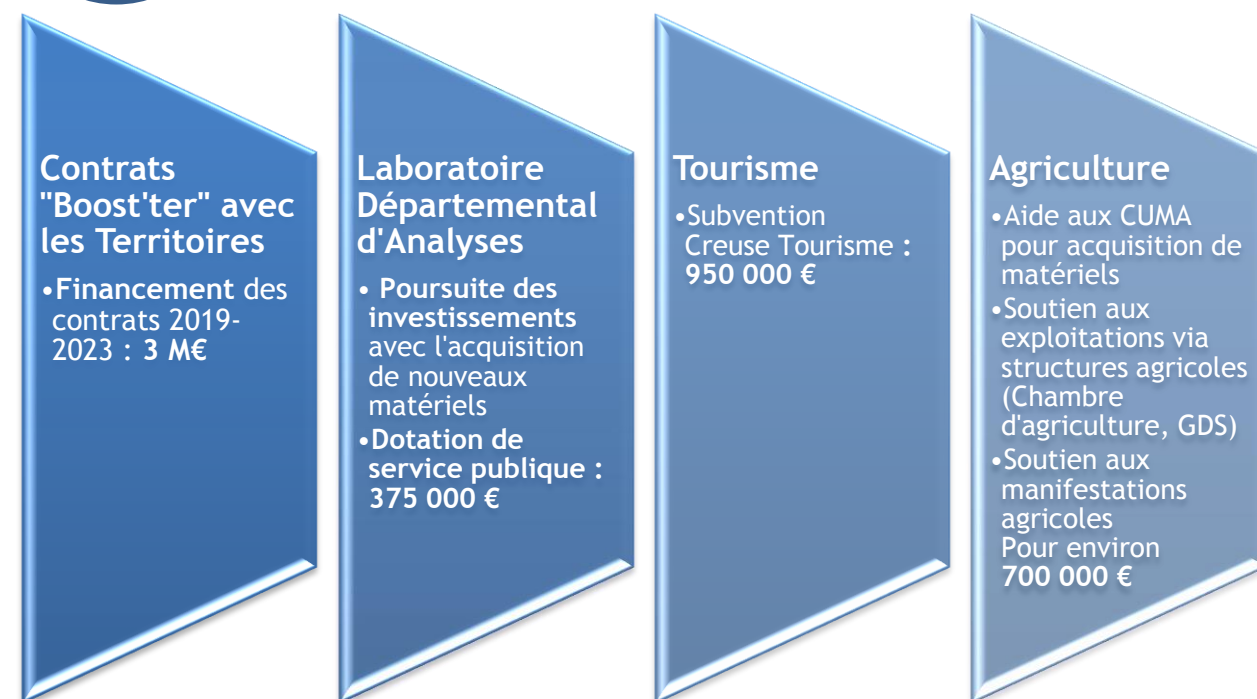 Contrats
"Boost'ter" avec
les Territoires
•Financement des
contrats 2019-
2023 : 3 M€
Laboratoire
Départemental
d'Analyses
• Poursuite des
investissements
avec l'acquisition
de nouveaux
matériels
•Dotation de
service publique :
375 000 €
Tourisme
•Subvention
Creuse Tourisme :
950 000 €
Agriculture
•Aide aux CUMA
pour acquisition de
matériels
•Soutien aux
exploitations via
structures agricoles
(Chambre
d'agriculture, GDS)
•Soutien aux
manifestations
agricoles
Pour environ
700 000 €